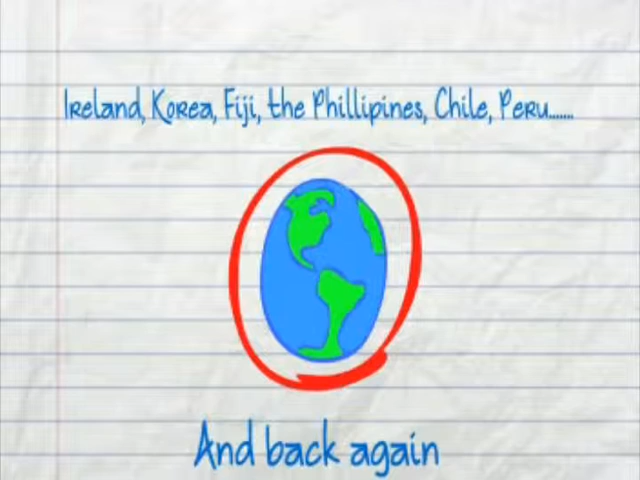 Ireland, Korea, Fiji, the Phillipines, Chile, Peru......
And back again